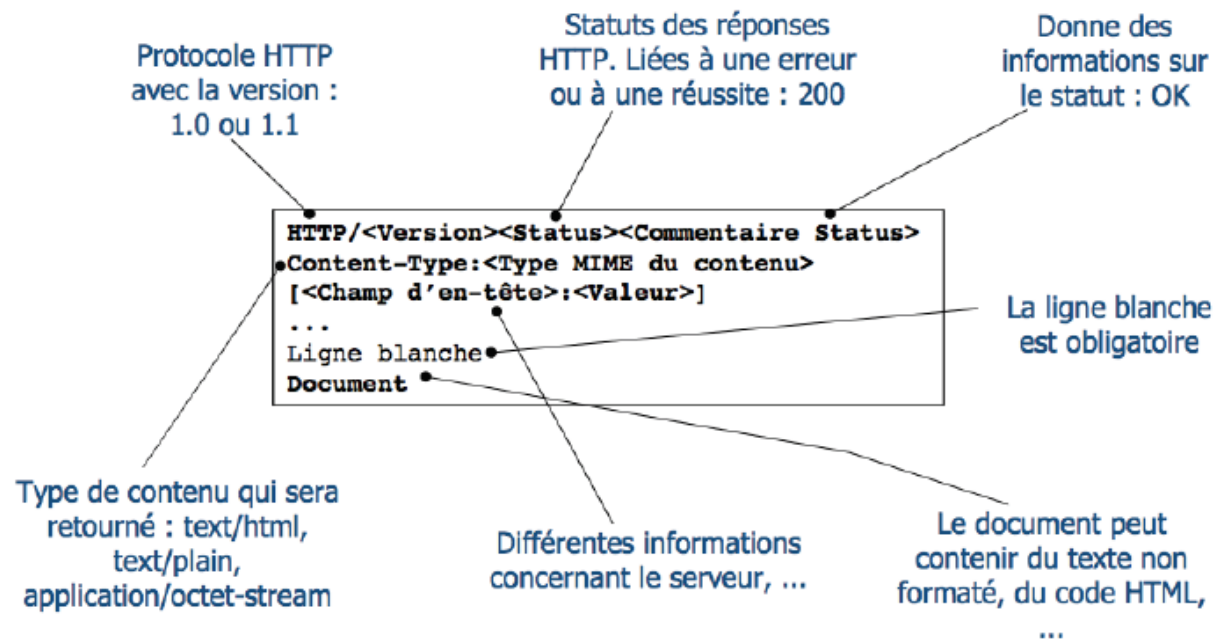 Protocole HTTP
avec la version :
1.0 ou 1.1
Statuts des réponses
HTTP. Liées à une erreur
ou à une réussite : 200
Donne des
informations sur
le statut : OK
HTTP/<Version><Status><Commentaire Status>
Content-Type:<Type MIME du contenu>
[<Champ d'en-tête>:<Valeur>]
...
Ligne blanche
Document
La ligne blanche
est obligatoire
Type de contenu qui sera
retourné : text/html,
text/plain,
application/octet-stream
Différentes informations
concernant le serveur, ...
Le document peut
contenir du texte non
formaté, du code HTML,
...